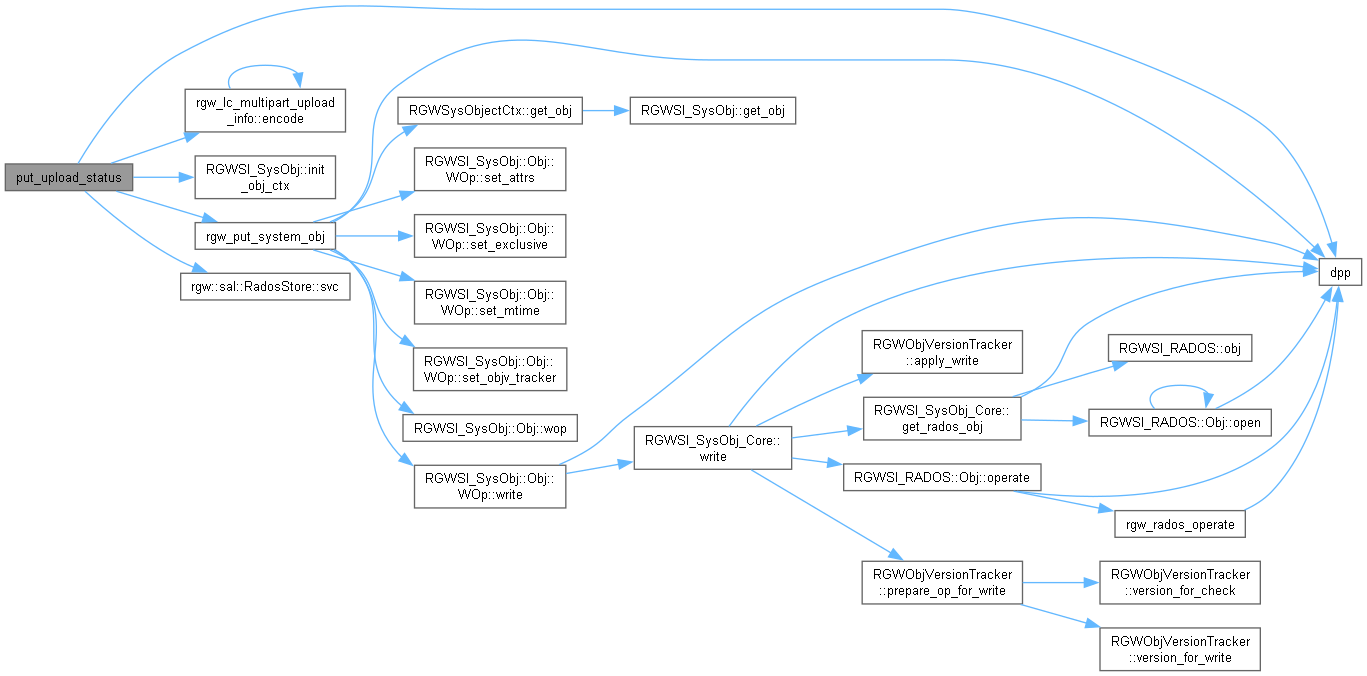 put_upload_status
rgw_lc_multipart_upload
_info::encode
RGWSI_SysObj::init
_obj_ctx
rgw_put_system_obj
rgw::sal::RadosStore::svc
RGWSysObjectCtx::get_obj
RGWSI_SysObj::get_obj
RGWSI_SysObj::Obj::
WOp::set_attrs
RGWSI_SysObj::Obj::
WOp::set_exclusive
RGWSI_SysObj::Obj::
WOp::set_mtime
RGWSI_SysObj::Obj::
WOp::set_objv_tracker
RGWSI_SysObj::Obj::wop
RGWSI_SysObj::Obj::
WOp::write
RGWSI_SysObj_Core::
write
RGWObjVersionTracker
::apply_write
RGWSI_SysObj_Core::
get_rados_obj
RGWSI_RADOS::Obj::operate
RGWObjVersionTracker
::prepare_op_for_write
RGWSI_RADOS::obj
RGWSI_RADOS::Obj::open
rgw_rados_operate
RGWObjVersionTracker
::version_for_check
RGWObjVersionTracker
::version_for_write
dpp